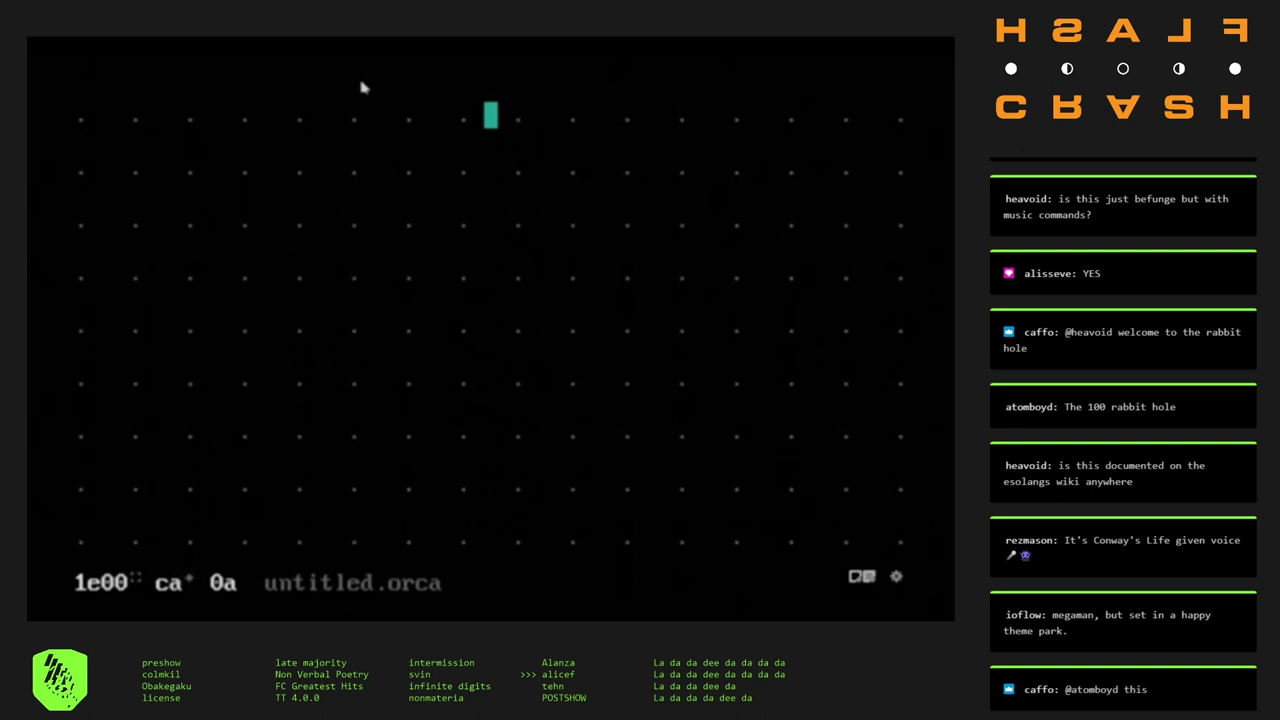 FLASH
CRASH
heavoid: is this just befunge but with
music commands?
alisseve: YES
caffo: @heavoid welcome to the rabbit
hole
atomboyd: The 100 rabbit hole
heavoid: is this documented on the
esolangs wiki anywhere
rezmason: It's Conway's Life given voice
ioflow: megaman, but set in a happy
theme park.
caffo: @atomboyd this
1e00 ca* 0a untitled.orca
preshow
colmkil
Obakegaku
license
late majority
Non Verbal Poetry
FC Greatest Hits
TT 4.0.0
intermission
svin
infinite digits
nonmateria
Alanza
>>> alicef
tehn
POSTSHOW
La da da dee da da da da
La da da dee da da da da
La da da dee da
La da da da dee da